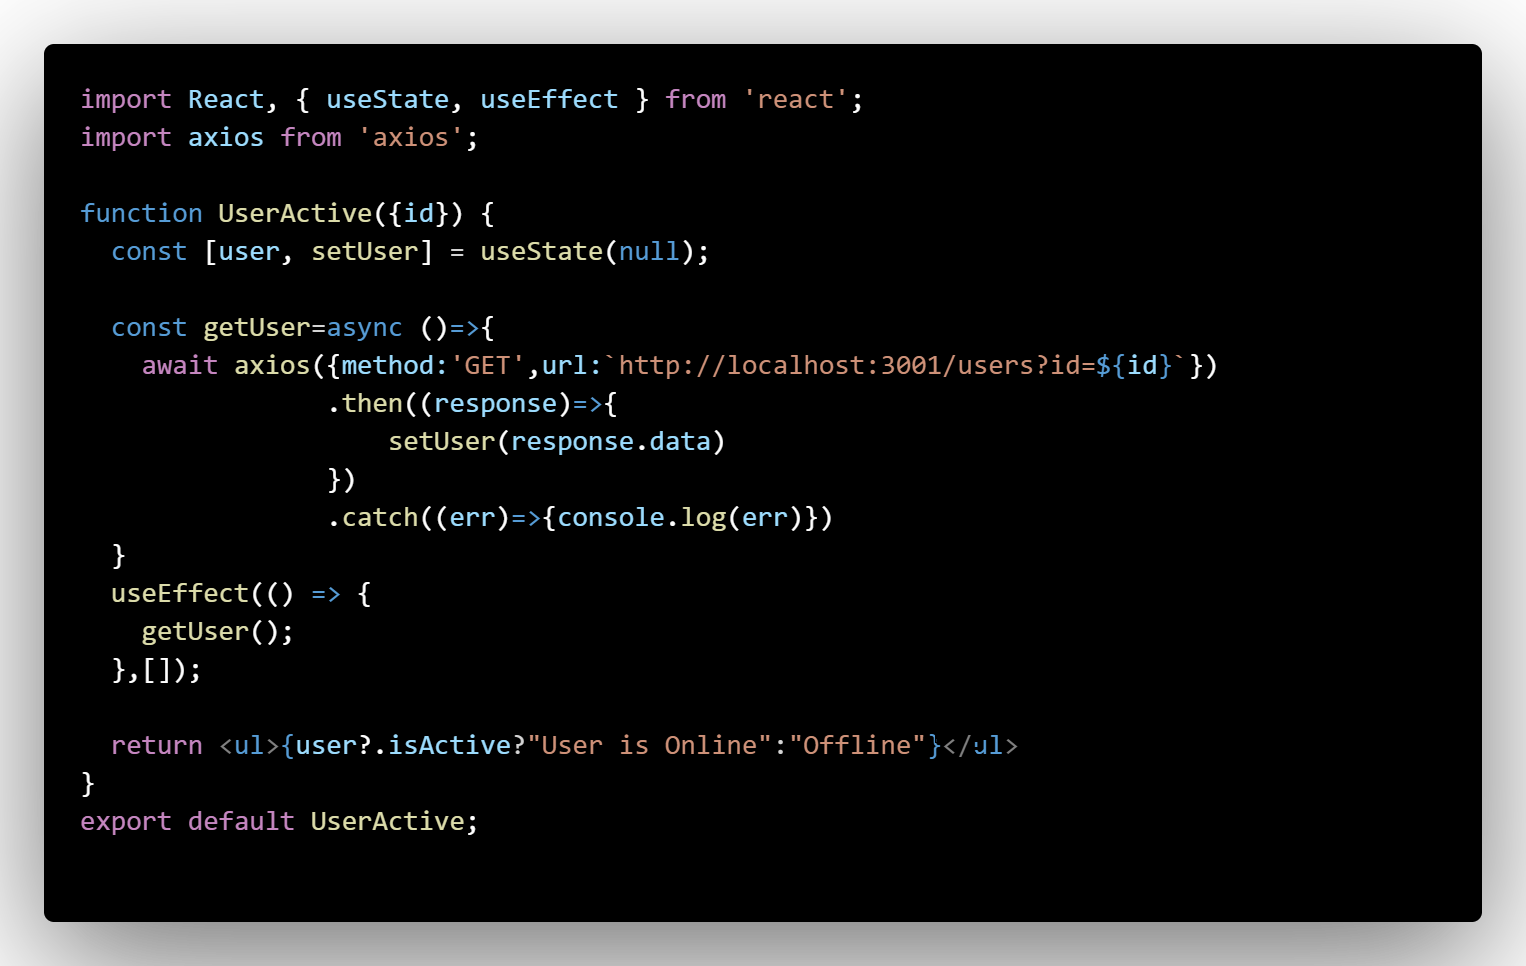 import React, { useState, useEffect } from 'react';
import axios from 'axios';

function UserActive({id}) {
  const [user, setUser] = useState(null);

  const getUser=async ()=>{
    await axios({method:'GET',url:`http://localhost:3001/users?id=${id}`})
                .then((response)=>{
                    setUser(response.data)
                })
                .catch((err)=>{console.log(err)})
  }
  useEffect(() => {
    getUser();
  },[]);

  return <ul>{user?.isActive?"User is Online":"Offline"}</ul>
}
export default UserActive;